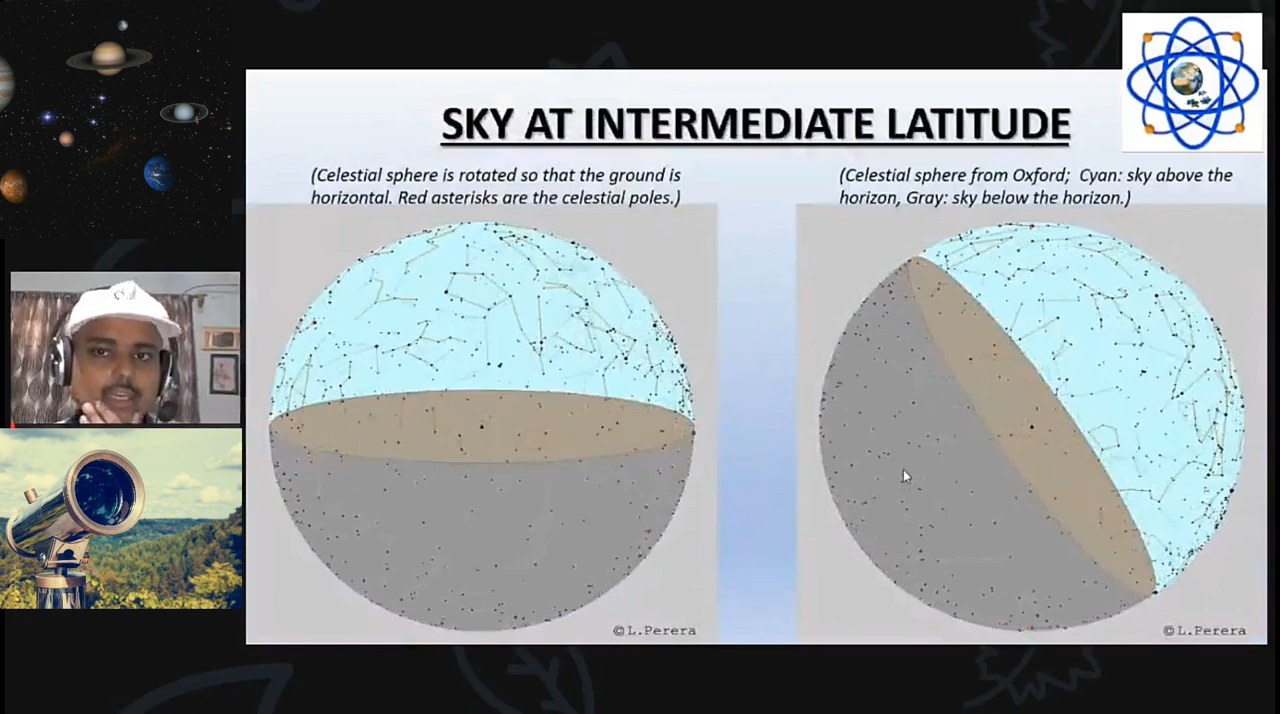 SKY AT INTERMEDIATE LATITUDE
(Celestial sphere is rotated so that the ground is
horizontal. Red asterisks are the celestial poles.)
(Celestial sphere from Oxford;  Cyan: sky above the
horizon, Gray: sky below the horizon.)
©L.Perera
©L.Perera